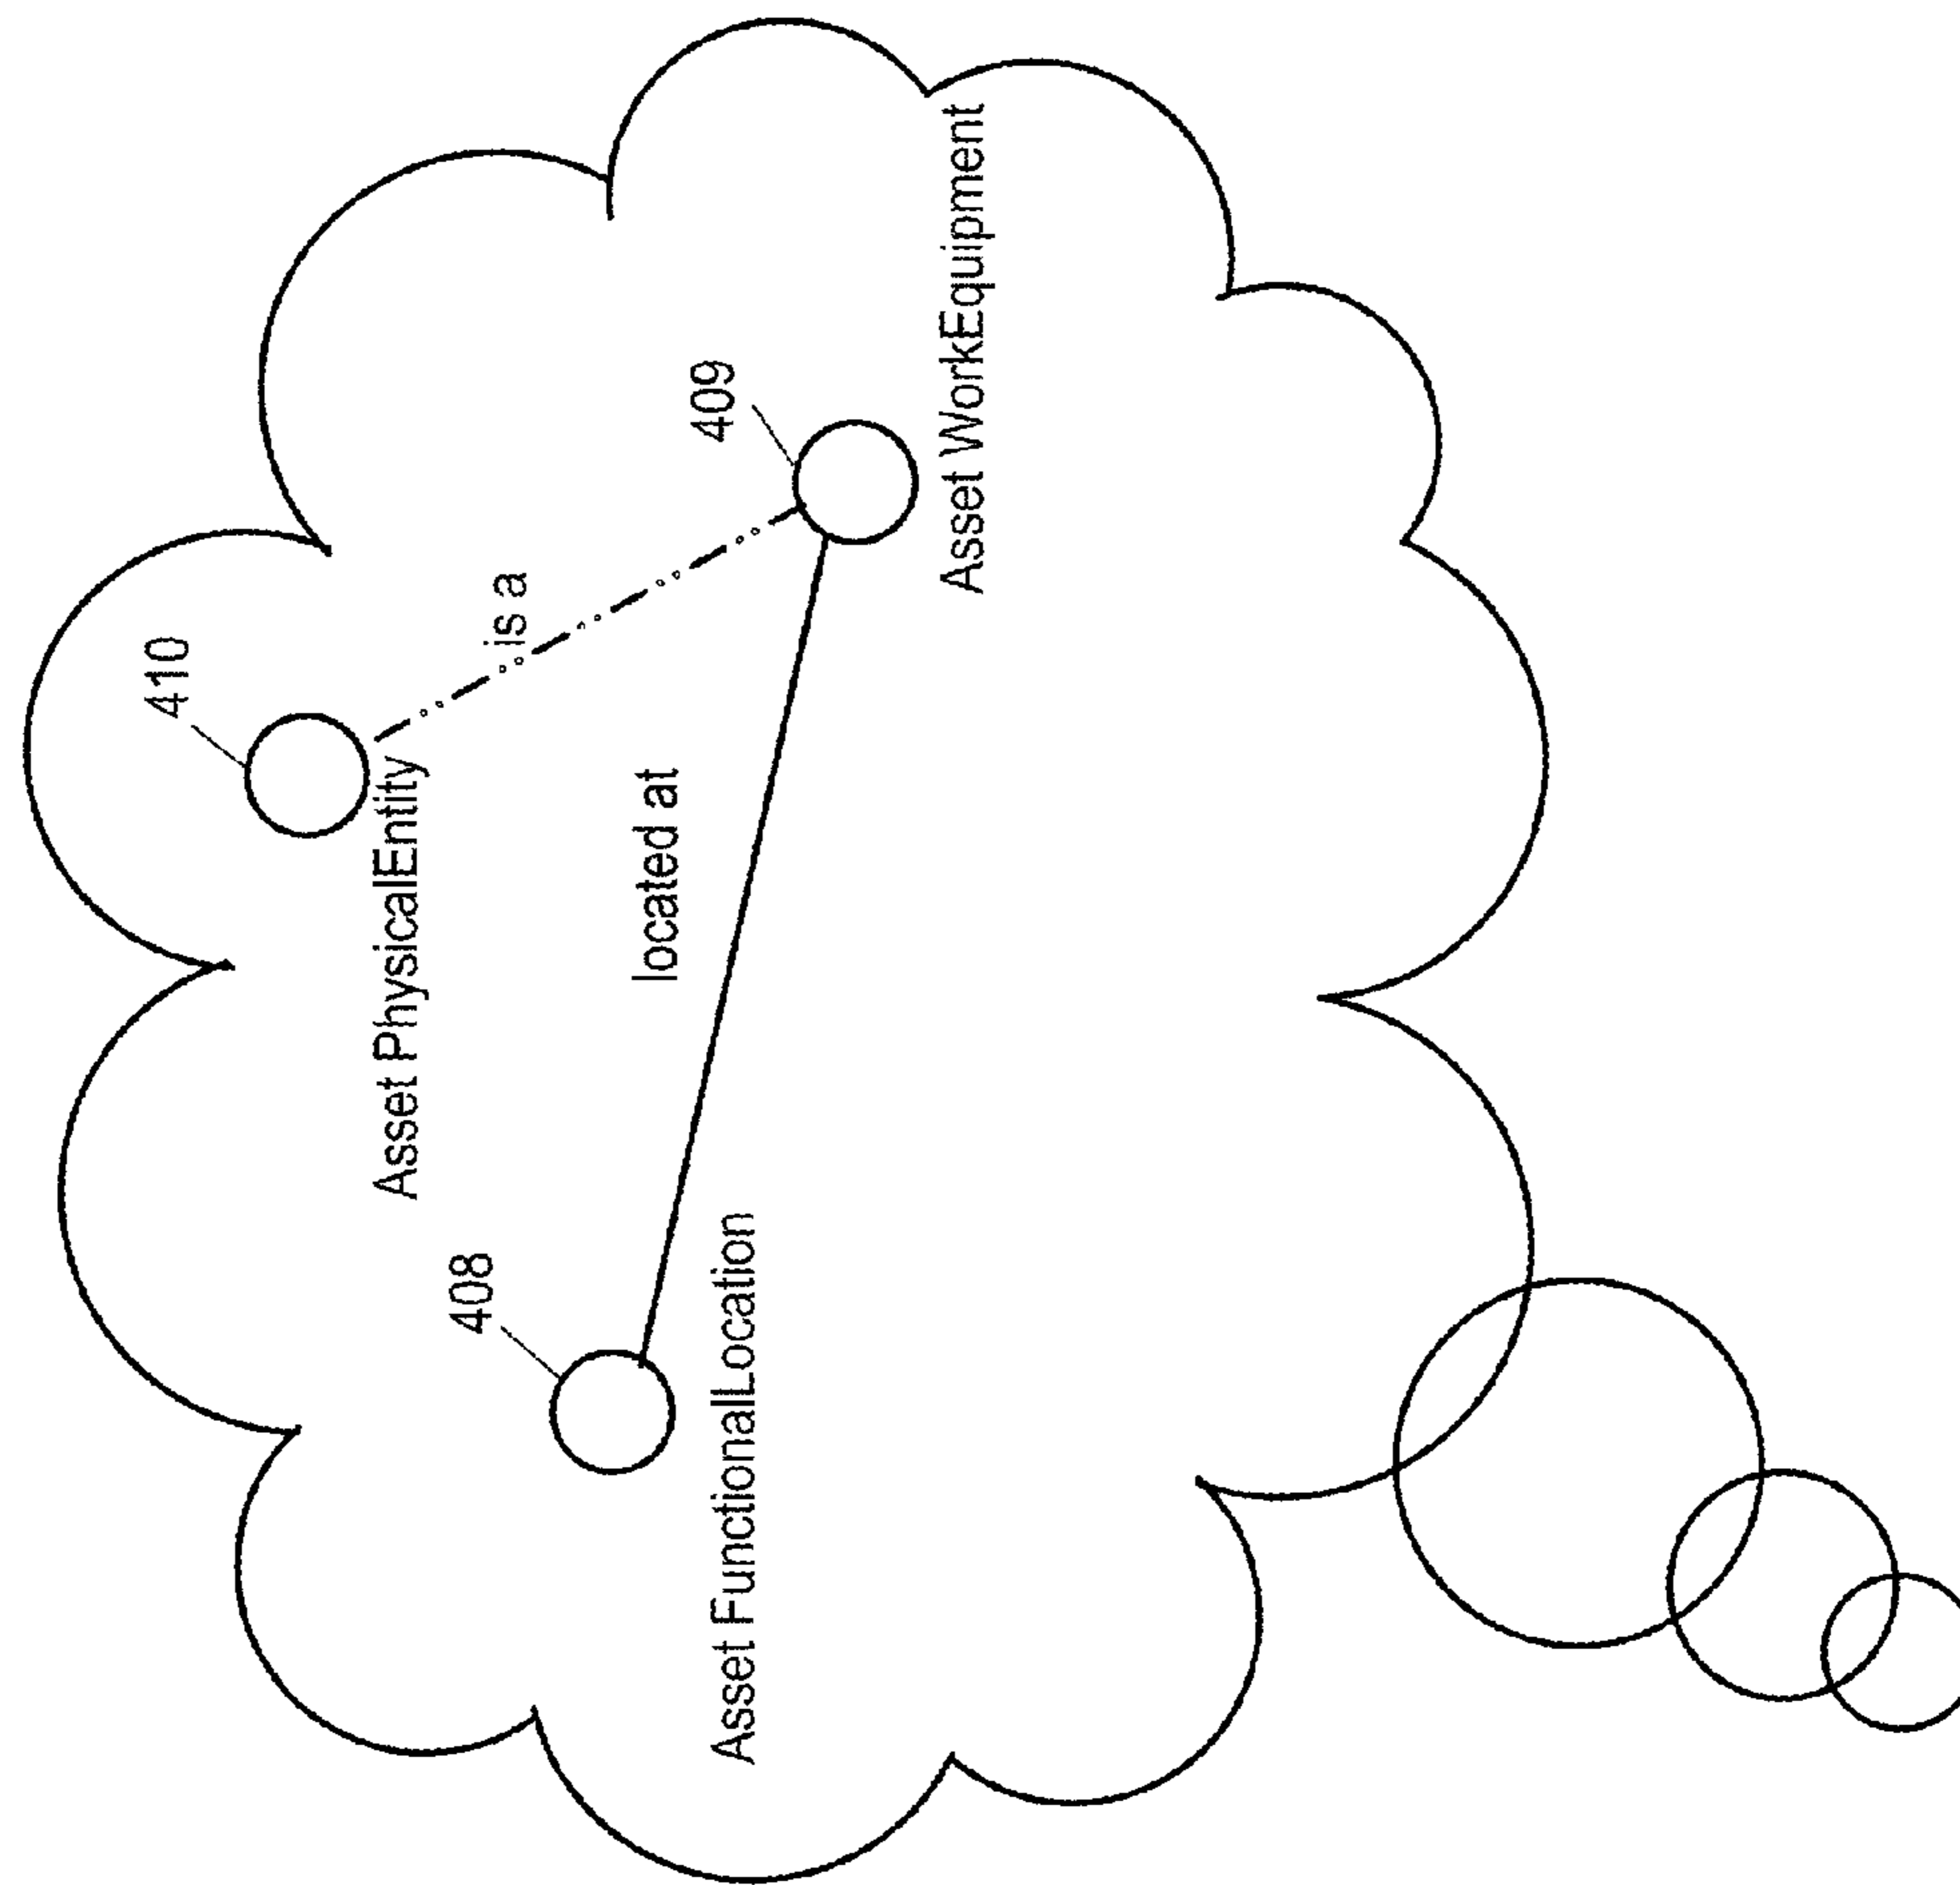 410
Asset PhysicalEntity
408
is a
located at
409
Asset FunctionalLocation
Asset WorkEquipment